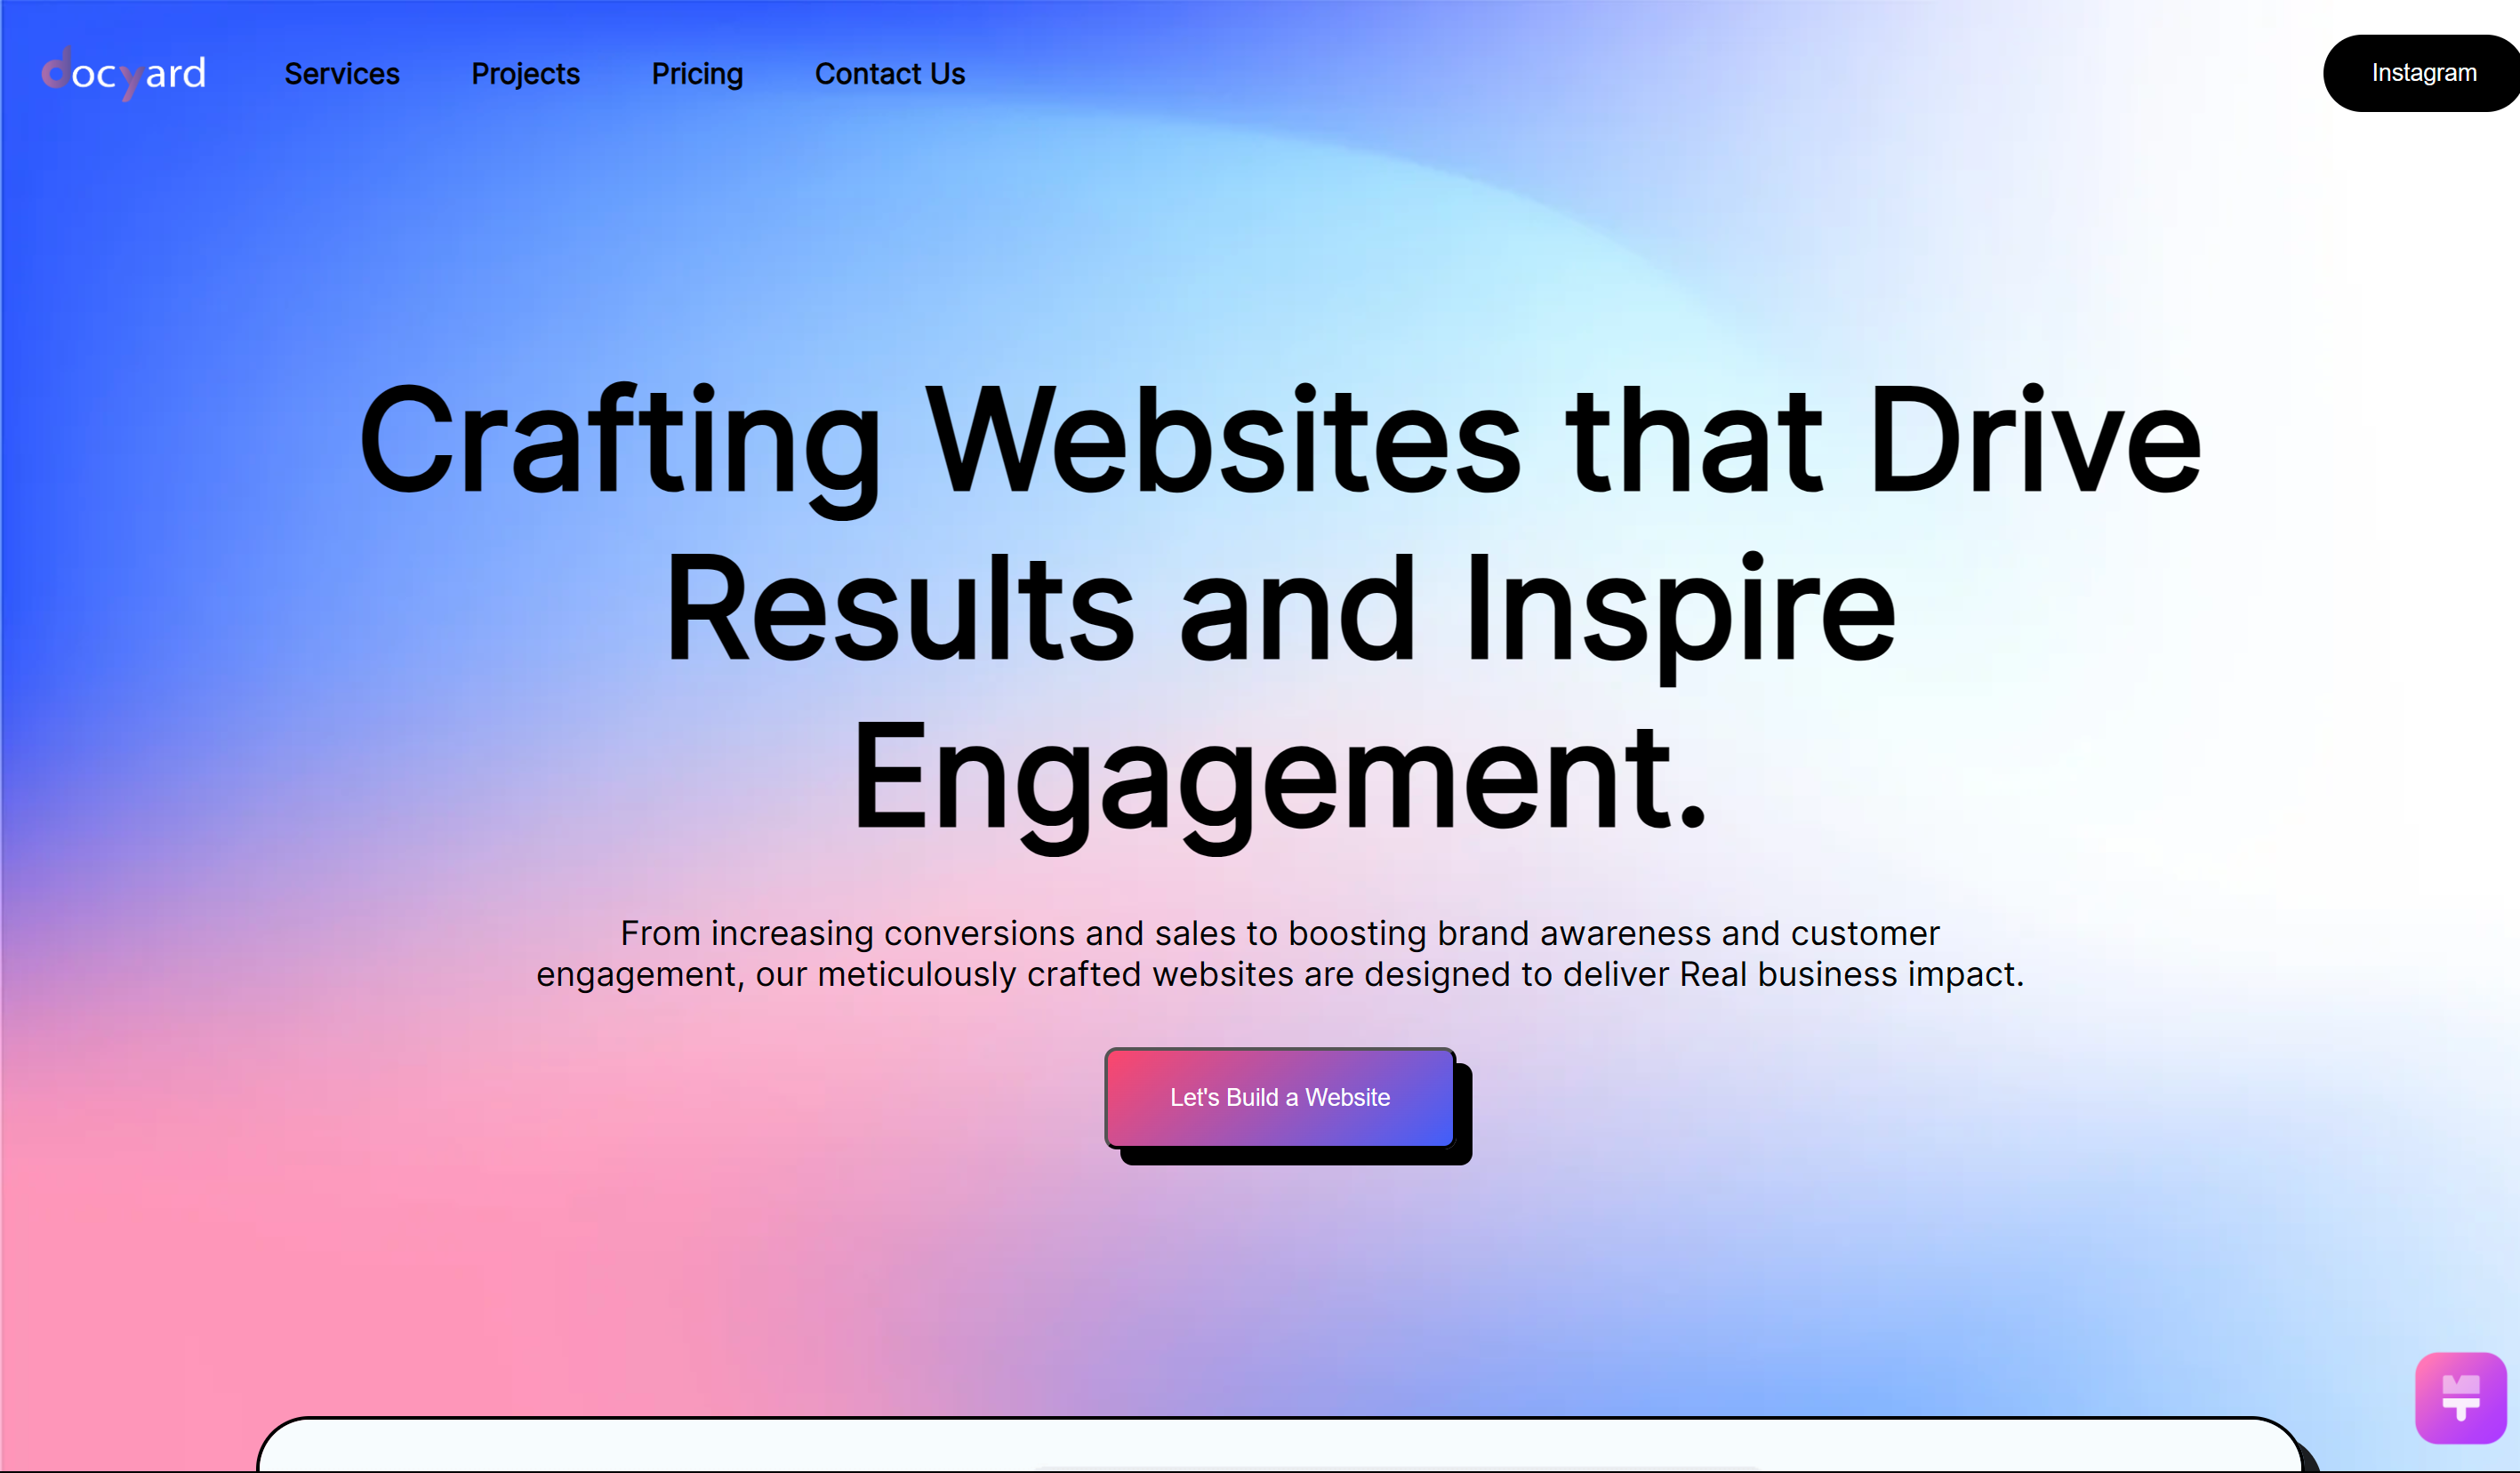 docyard
Services
Projects
Pricing
Contact Us
Instagram
Crafting Websites that Drive
Results and Inspire
Engagement.
From increasing conversions and sales to boosting brand awareness and customer
engagement, our meticulously crafted websites are designed to deliver Real business impact.
Let's Build a Website